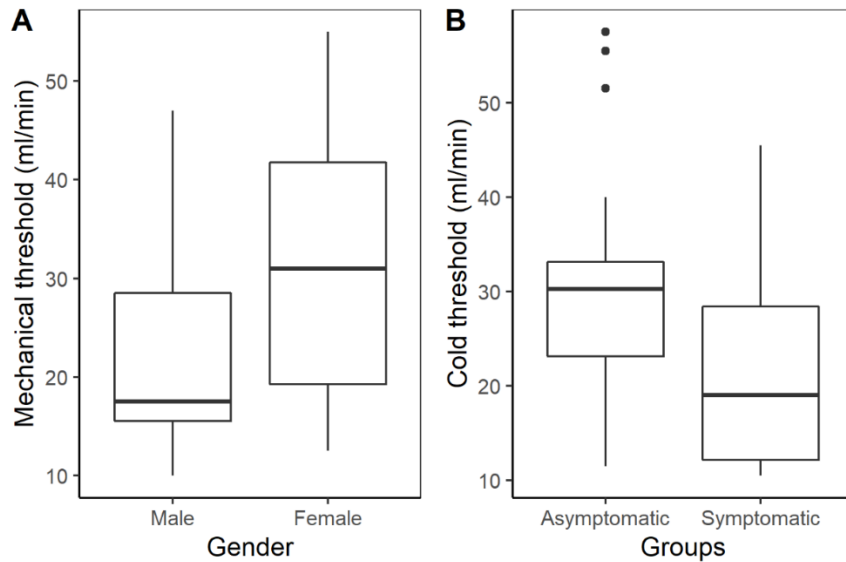 A
Mechanical threshold (ml/min)
50
40
30
20
10
Male Female
Gender
B
Cold threshold (ml/min)
50
40
30
20
10
Asymptomatic Symptomatic
Groups